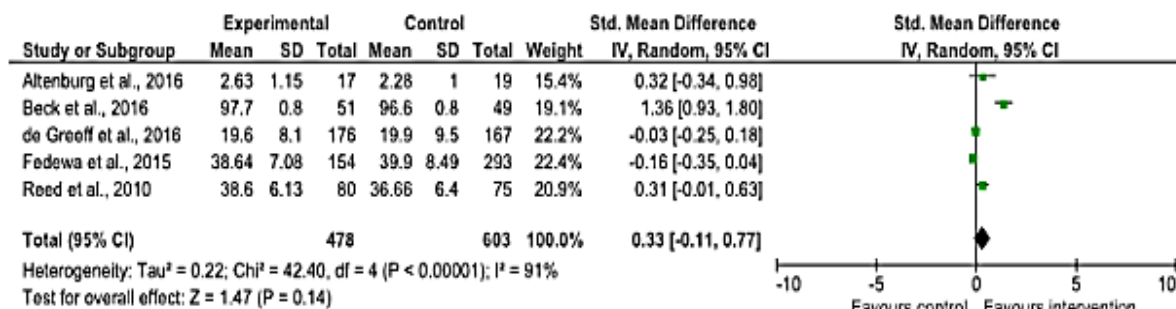 Experimental Control Std. Mean Difference Std. Mean Difference
Study or Subgroup Mean SD Total Mean SD Total Weight IV, Random, 95% CI IV, Random, 95% CI
Altenburg et al., 2016 2.63 1.15 17 2.28 1 19 15.4% 0.32 [-0.34, 0.98]
Beck et al., 2016 97.7 0.8 51 96.6 0.8 49 19.1% 1.36 [0.93, 1.80]
de Greeff et al., 2016 19.6 8.1 176 19.9 9.5 167 22.2% -0.03 [-0.25, 0.18]
Fedewa et al., 2015 38.64 7.08 154 39.9 8.49 293 22.4% -0.16 [-0.35, 0.04]
Reed et al., 2010 38.6 6.13 80 36.66 6.4 75 20.9% 0.31 [-0.01, 0.63]
Total (95% CI) 478 603 100.0% 0.33 [-0.11, 0.77]
Heterogeneity: Tau² = 0.22; Chi² = 42.40, df = 4 (P < 0.00001); I² = 91%
Test for overall effect: Z = 1.47 (P = 0.14)
-10 -5 0 5 10
Favours control Favours intervention